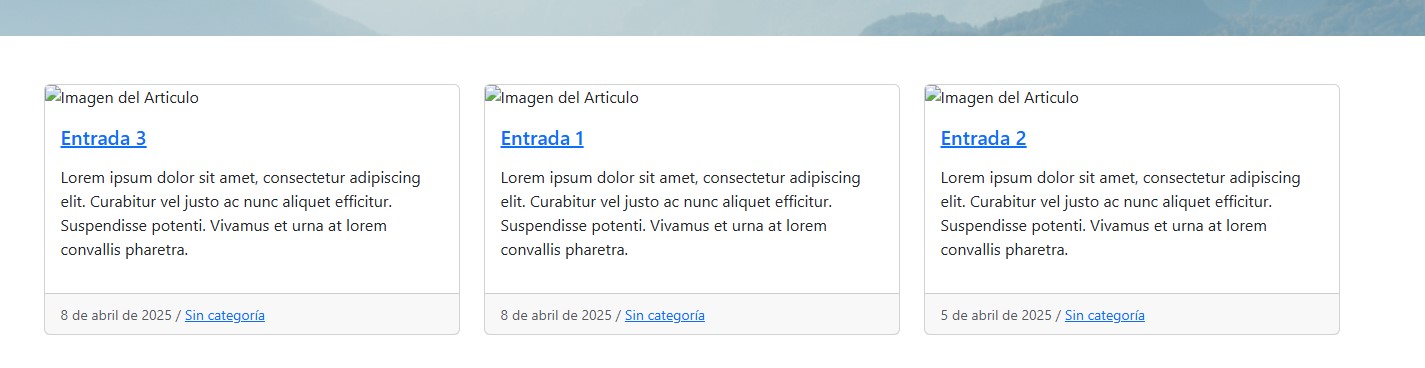 Imagen del Articulo
Entrada 3
Lorem ipsum dolor sit amet, consectetur adipiscing
elit. Curabitur vel justo ac nunc aliquet efficitur.
Suspendisse potenti. Vivamus et urna at lorem
convallis pharetra.
8 de abril de 2025 / Sin categoría
Imagen del Articulo
Entrada 1
Lorem ipsum dolor sit amet, consectetur adipiscing
elit. Curabitur vel justo ac nunc aliquet efficitur.
Suspendisse potenti. Vivamus et urna at lorem
convallis pharetra.
8 de abril de 2025 / Sin categoría
Imagen del Articulo
Entrada 2
Lorem ipsum dolor sit amet, consectetur adipiscing
elit. Curabitur vel justo ac nunc aliquet efficitur.
Suspendisse potenti. Vivamus et urna at lorem
convallis pharetra.
5 de abril de 2025 / Sin categoría